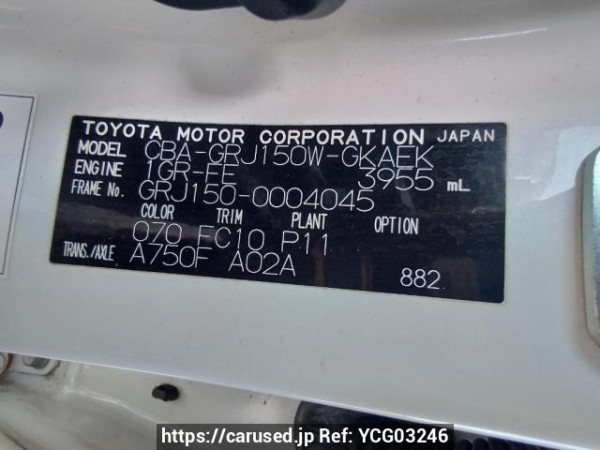 TOYOTA MOTOR CORPORATION JAPAN
MODEL CBA-GRJ150W-GKAEK
ENGINE 1GR-FE 3955 mL
FRAME No. GRJ150-0004045
COLOR TRIM PLANT OPTION
070 FC10 P11
TRANS./AXLE A750F A02A
882
https://carused.jp Ref: YCG03246